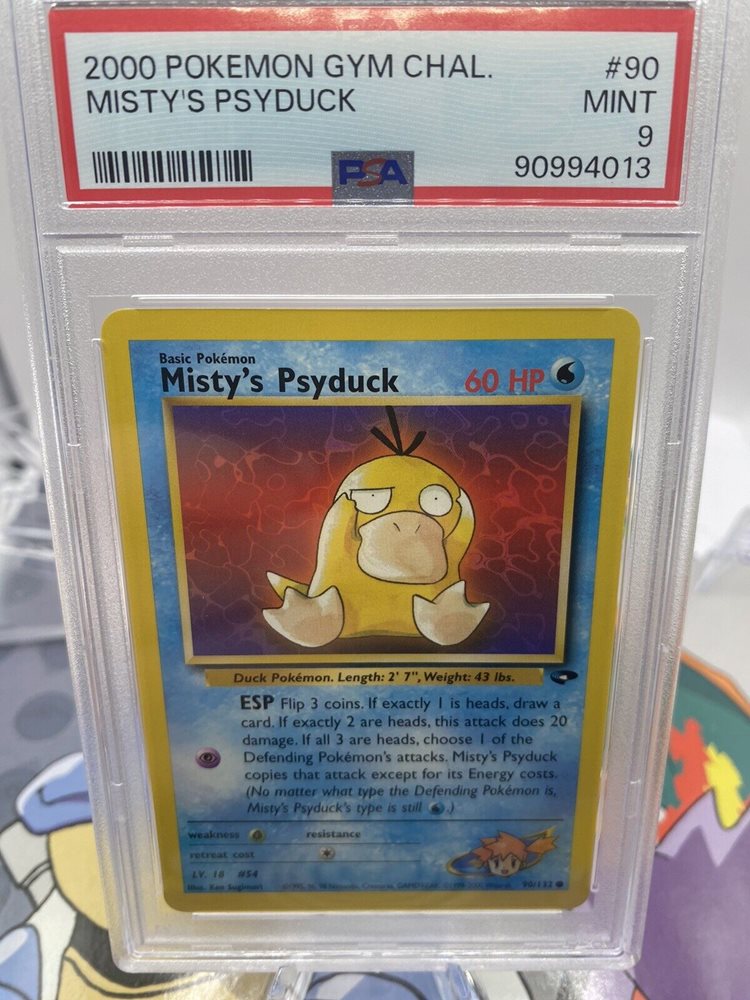 2000 POKEMON GYM CHAL. #90
MISTY'S PSYDUCK MINT
9
PSA 90994013
Basic Pokémon
Misty's Psyduck 60 HP
Duck Pokémon. Length: 2' 7", Weight: 43 lbs.
ESP Flip 3 coins. If exactly 1 is heads, draw a
card. If exactly 2 are heads, this attack does 20
damage. If all 3 are heads, choose 1 of the
Defending Pokémon's attacks. Misty's Psyduck
copies that attack except for its Energy costs.
(No matter what type the Defending Pokémon is,
Misty's Psyduck's type is still .)
weakness resistance
retreat cost
LV. 16 #54
Illus. Ken Sugimori 90/132